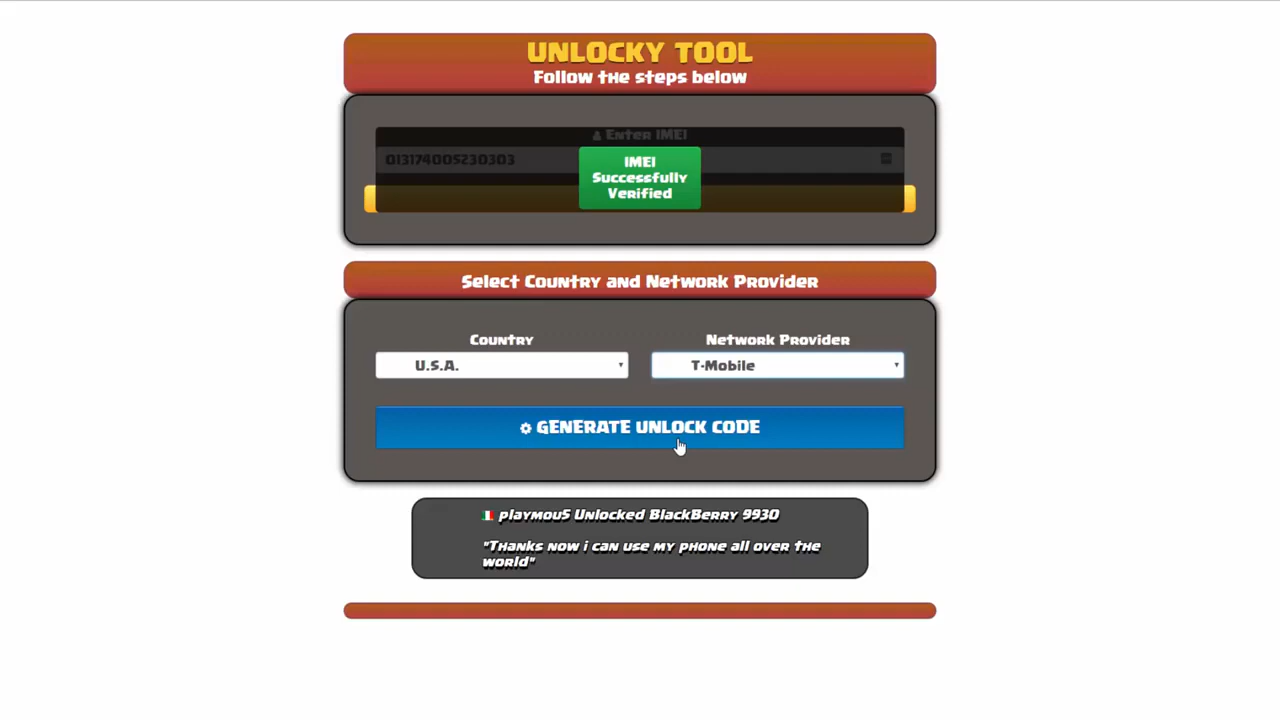 UNLOCKY TOOL
Follow the steps below
Enter IMEI
013174005230303
IMEI
Successfully
Verified
Select Country and Network Provider
Country
Network Provider
U.S.A.
T-Mobile
GENERATE UNLOCK CODE
playmou5 Unlocked BlackBerry 9930
"Thanks now i can use my phone all over the
world"